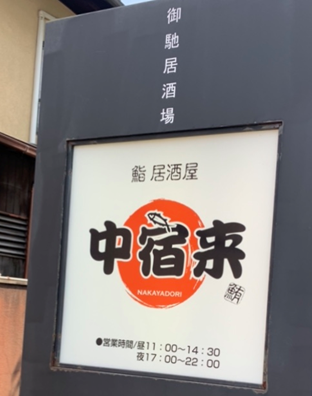 御馳居酒場
鮨 居酒屋
中宿来
NAKAYADORI
鮪
●営業時間/昼11：00〜14：30
夜17：00〜22：00